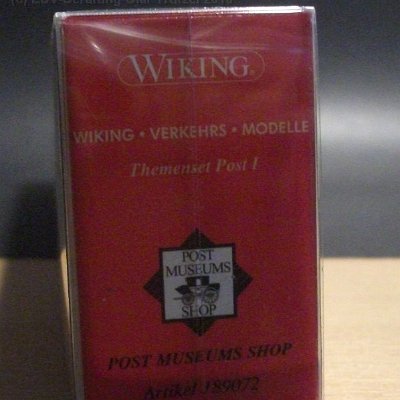 WIKING®
WIKING • VERKEHRS • MODELLE
Themenset Post I
POST
MUSEUMS
SHOP
POST MUSEUMS SHOP
Artikel 189072